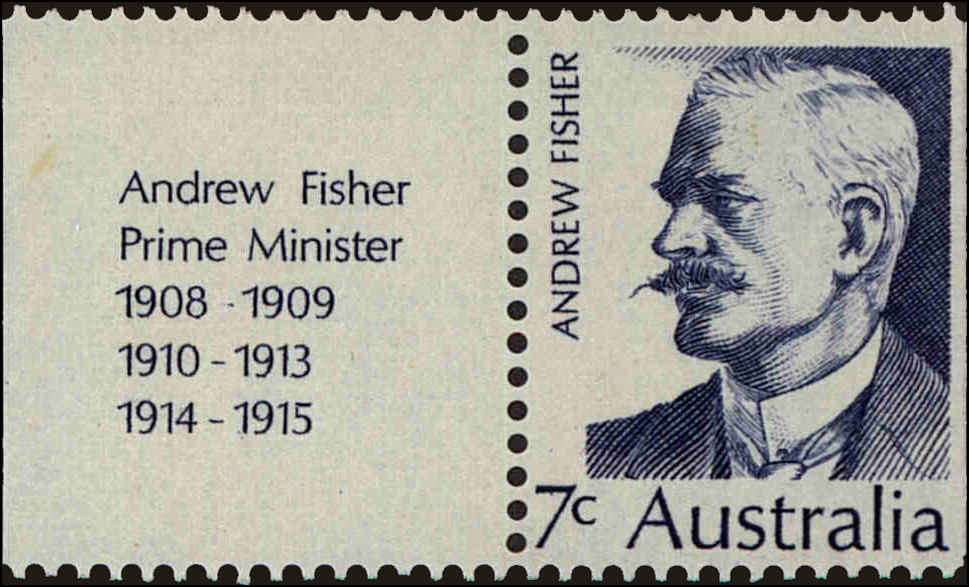 Andrew Fisher
Prime Minister
1908 - 1909
1910 - 1913
1914 - 1915
ANDREW FISHER
7c Australia